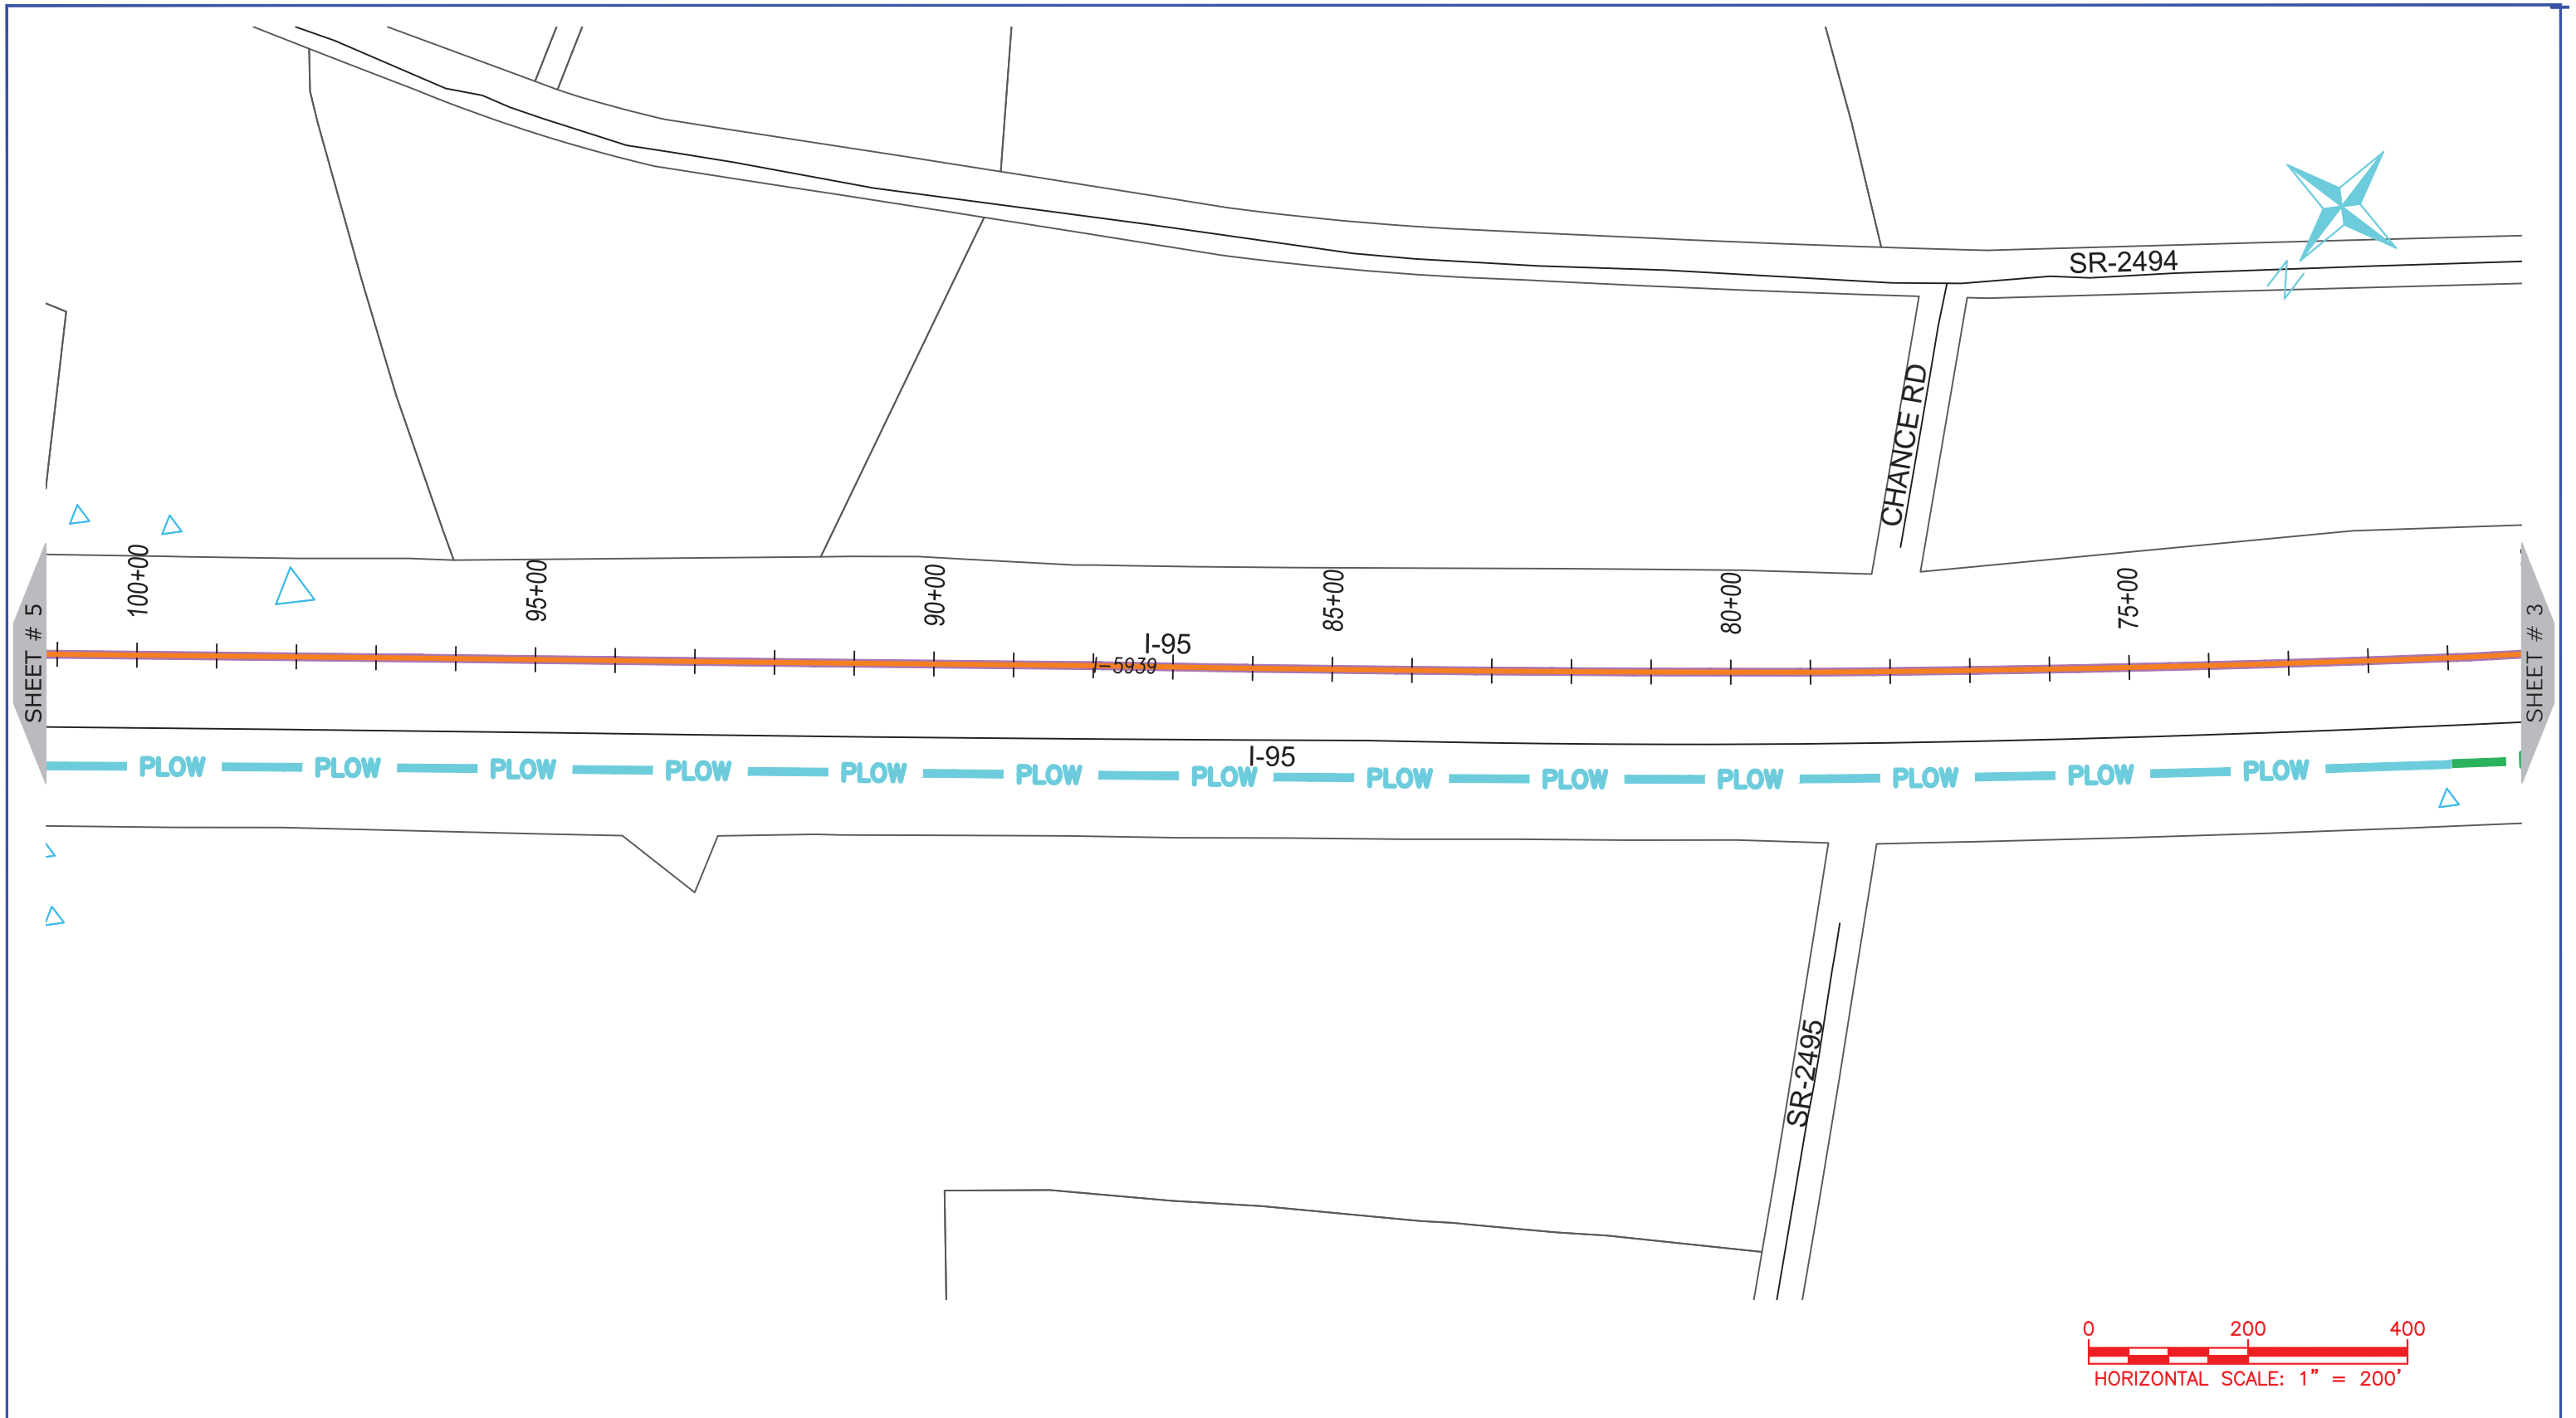 N
SR-2494
CHANCE RD
100+00
95+00
90+00
85+00
80+00
75+00
SHEET # 5
SHEET # 3
I-95
I-5939
I-95
PLOW PLOW PLOW PLOW PLOW PLOW PLOW PLOW PLOW PLOW PLOW PLOW PLOW
SR-2495
0 200 400
HORIZONTAL SCALE: 1" = 200'